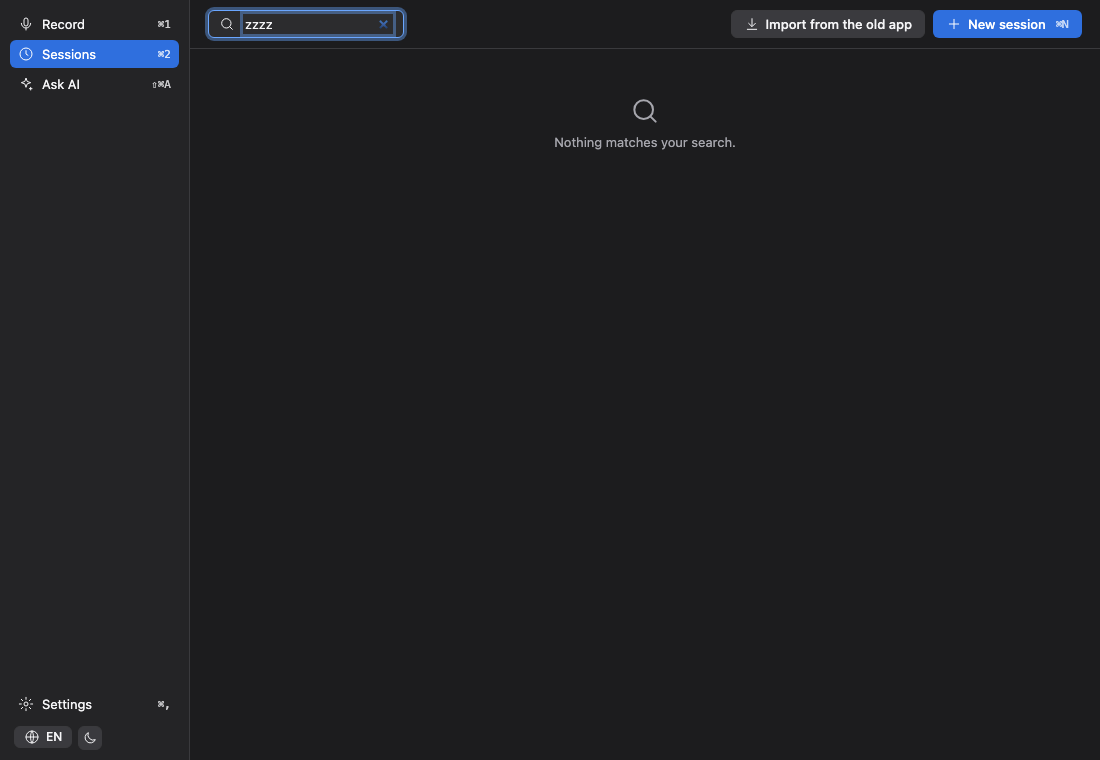 Record ⌘1
Sessions ⌘2
Ask AI ⇧⌘A
zzzz
Import from the old app
New session ⌘N
Nothing matches your search.
Settings ⌘,
EN